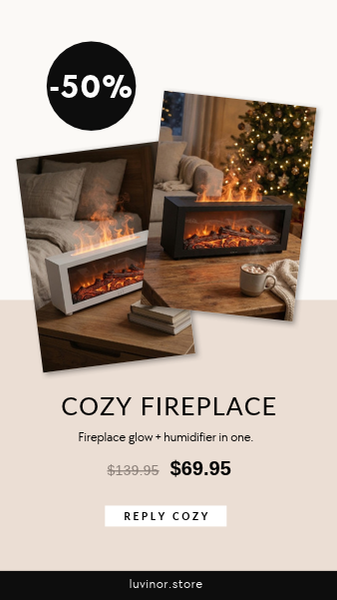 -50%
COZY FIREPLACE
Fireplace glow + humidifier in one.
$139.95 $69.95
REPLY COZY
luvinor.store